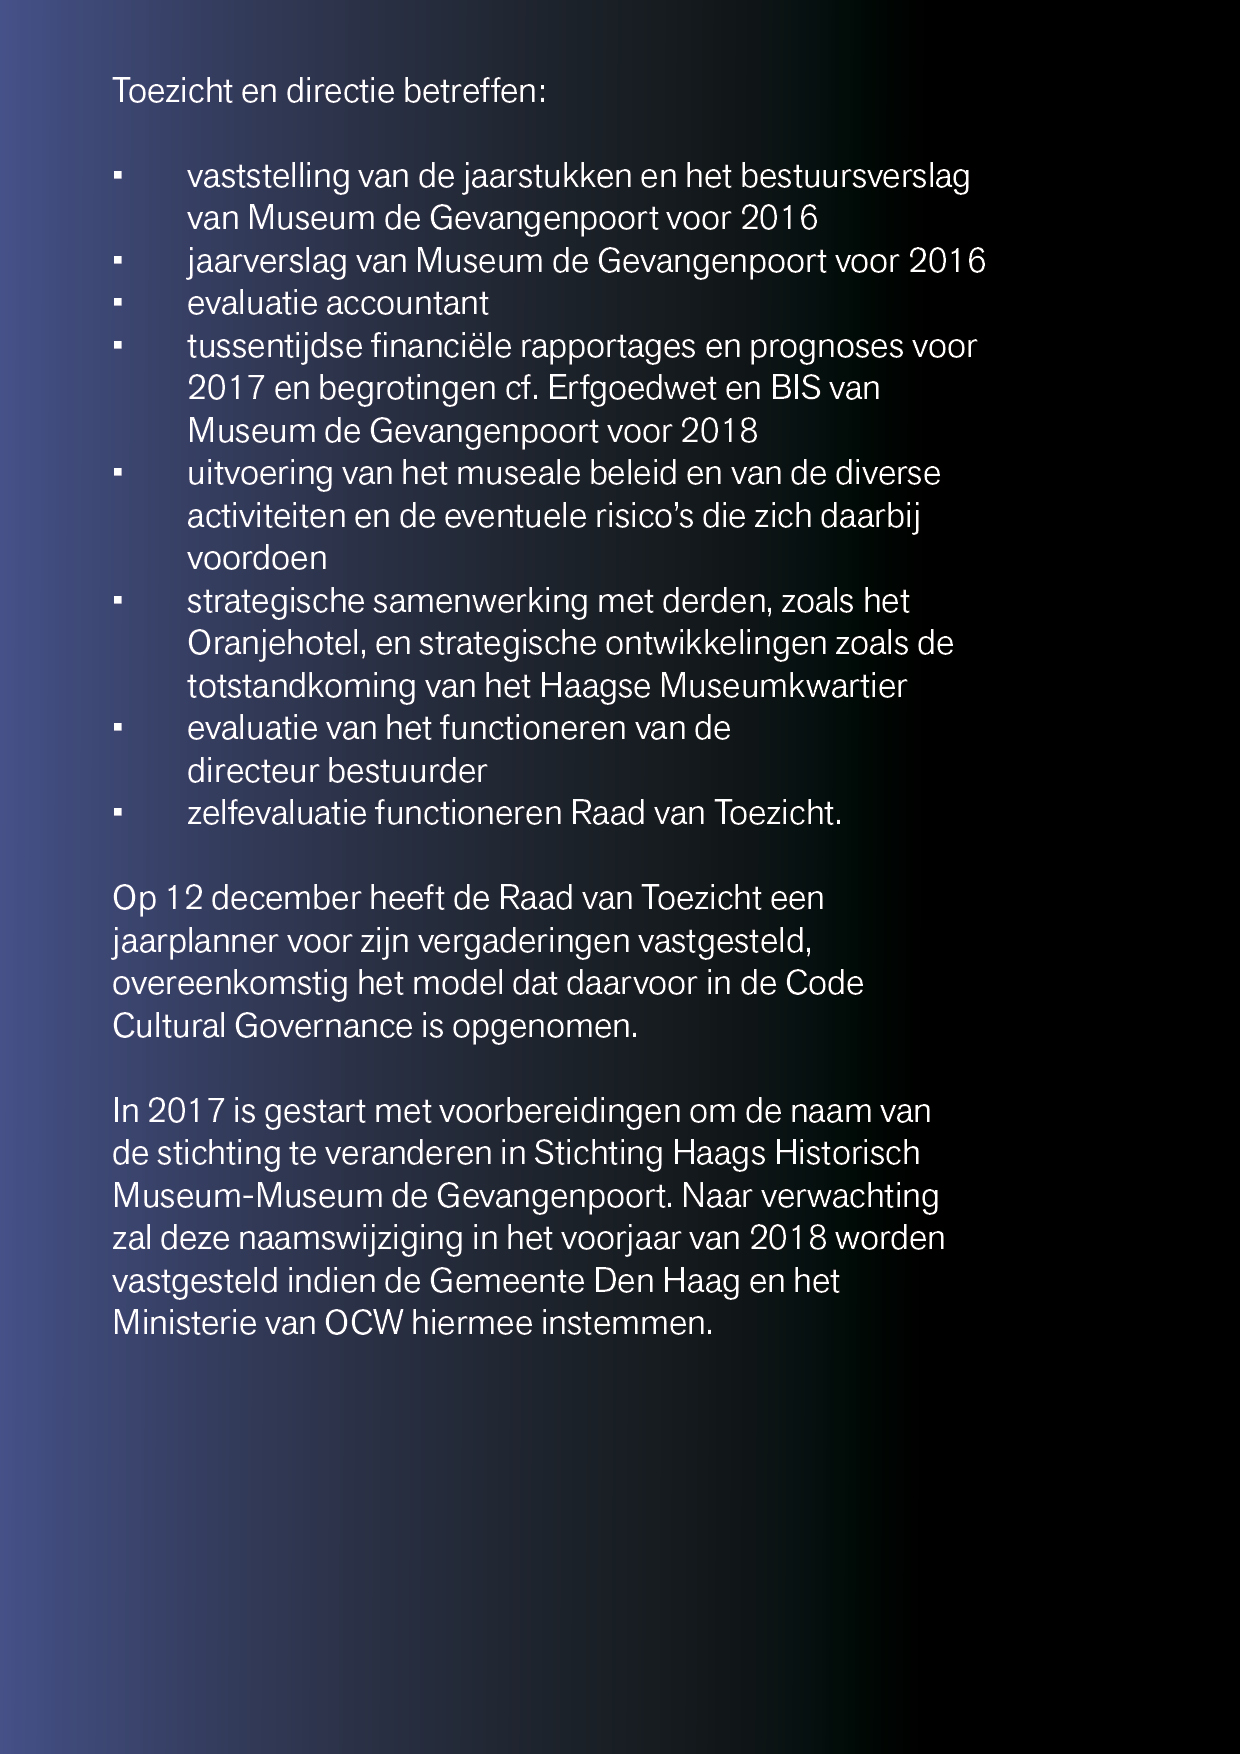 Toezicht en directie betreffen:
▪ vaststelling van de jaarstukken en het bestuursverslag
van Museum de Gevangenpoort voor 2016
▪ jaarverslag van Museum de Gevangenpoort voor 2016
▪ evaluatie accountant
▪ tussentijdse financiële rapportages en prognoses voor
2017 en begrotingen cf. Erfgoedwet en BIS van
Museum de Gevangenpoort voor 2018
▪ uitvoering van het museale beleid en van de diverse
activiteiten en de eventuele risico’s die zich daarbij
voordoen
▪ strategische samenwerking met derden, zoals het
Oranjehotel, en strategische ontwikkelingen zoals de
totstandkoming van het Haagse Museumkwartier
▪ evaluatie van het functioneren van de
directeur bestuurder
▪ zelfevaluatie functioneren Raad van Toezicht.
Op 12 december heeft de Raad van Toezicht een
jaarplanner voor zijn vergaderingen vastgesteld,
overeenkomstig het model dat daarvoor in de Code
Cultural Governance is opgenomen.
In 2017 is gestart met voorbereidingen om de naam van
de stichting te veranderen in Stichting Haags Historisch
Museum-Museum de Gevangenpoort. Naar verwachting
zal deze naamswijziging in het voorjaar van 2018 worden
vastgesteld indien de Gemeente Den Haag en het
Ministerie van OCW hiermee instemmen.